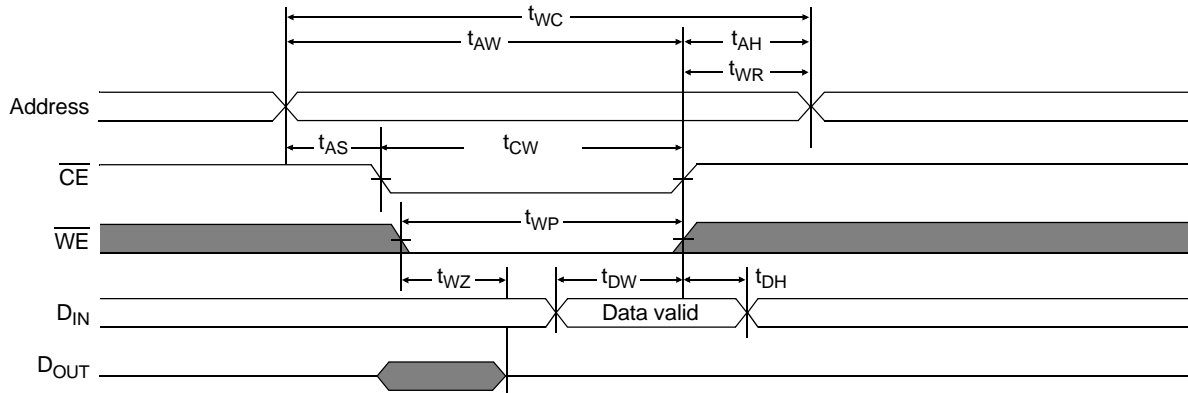 tWC
tAW
tAH
tWR
Address
tAS
tCW
CE
tWP
WE
tWZ
tDW
tDH
DIN
Data valid
DOUT